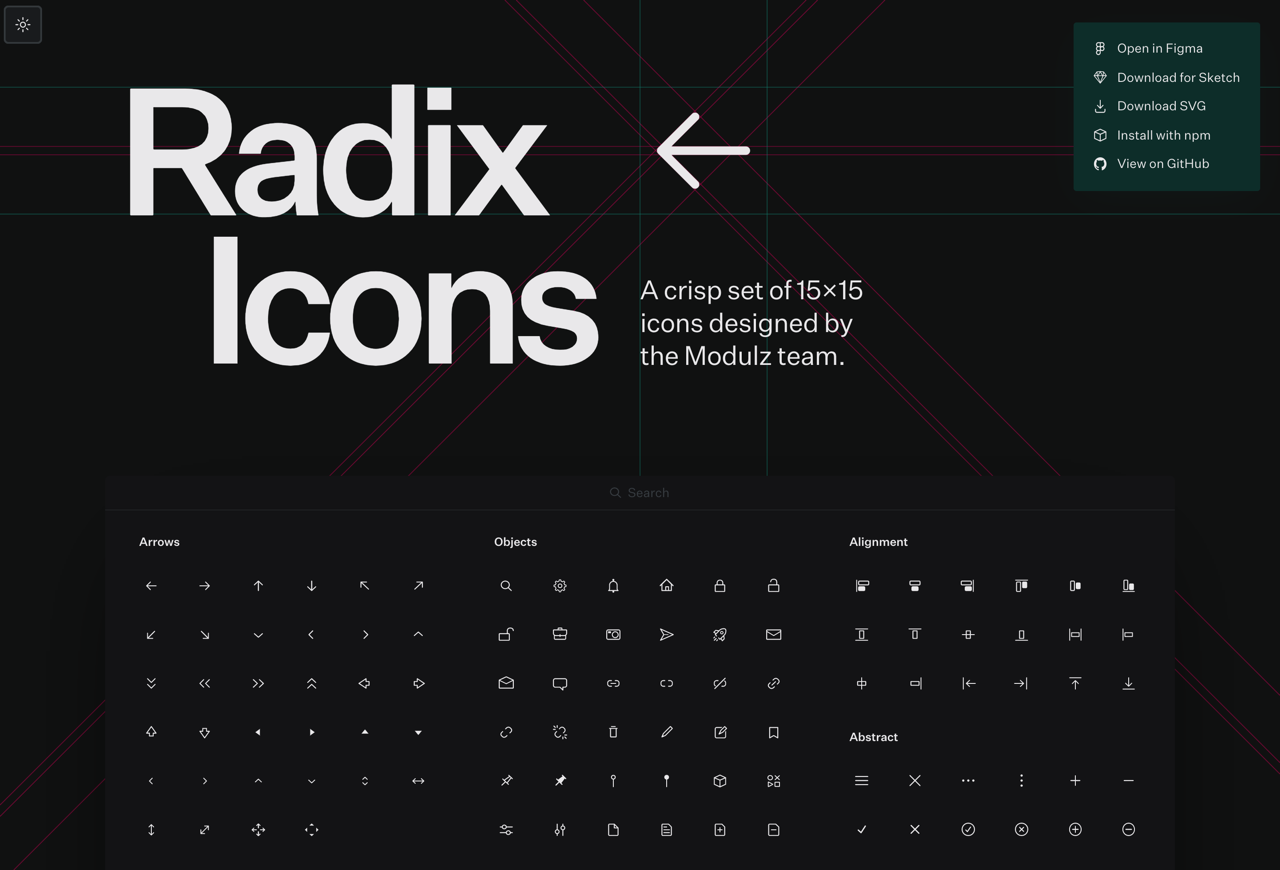 Radix
Icons
A crisp set of 15×15
icons designed by
the Modulz team.
Open in Figma
Download for Sketch
Download SVG
Install with npm
View on GitHub
Search
Arrows
Objects
Alignment
Abstract